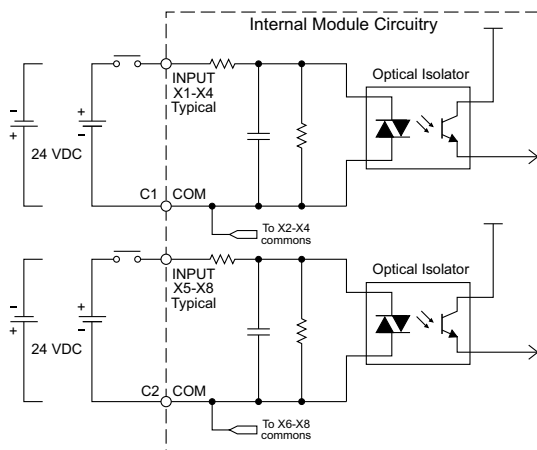 Internal Module Circuitry
INPUT
X1-X4
Typical
Optical Isolator
-
+
+
-
24 VDC
C1 COM
To X2-X4
commons
INPUT
X5-X8
Typical
Optical Isolator
-
+
+
-
24 VDC
C2 COM
To X6-X8
commons